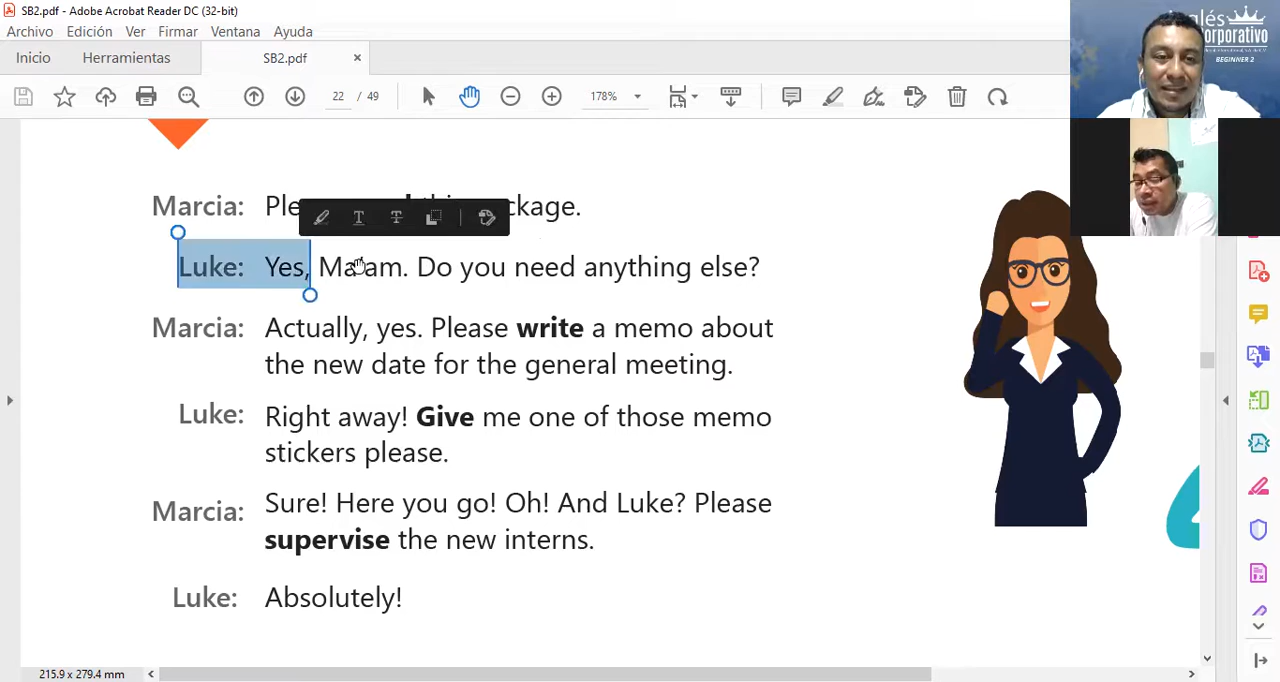 SB2.pdf - Adobe Acrobat Reader DC (32-bit)
Archivo Edición Ver Firmar Ventana Ayuda
Inicio Herramientas SB2.pdf ×
22 / 49 178%
inglés
corporativo
BEGINNER 2
Marcia: Ple ckage.
Luke: Yes, Ma'am. Do you need anything else?
Marcia: Actually, yes. Please write a memo about
the new date for the general meeting.
Luke: Right away! Give me one of those memo
stickers please.
Marcia: Sure! Here you go! Oh! And Luke? Please
supervise the new interns.
Luke: Absolutely!
215.9 x 279.4 mm